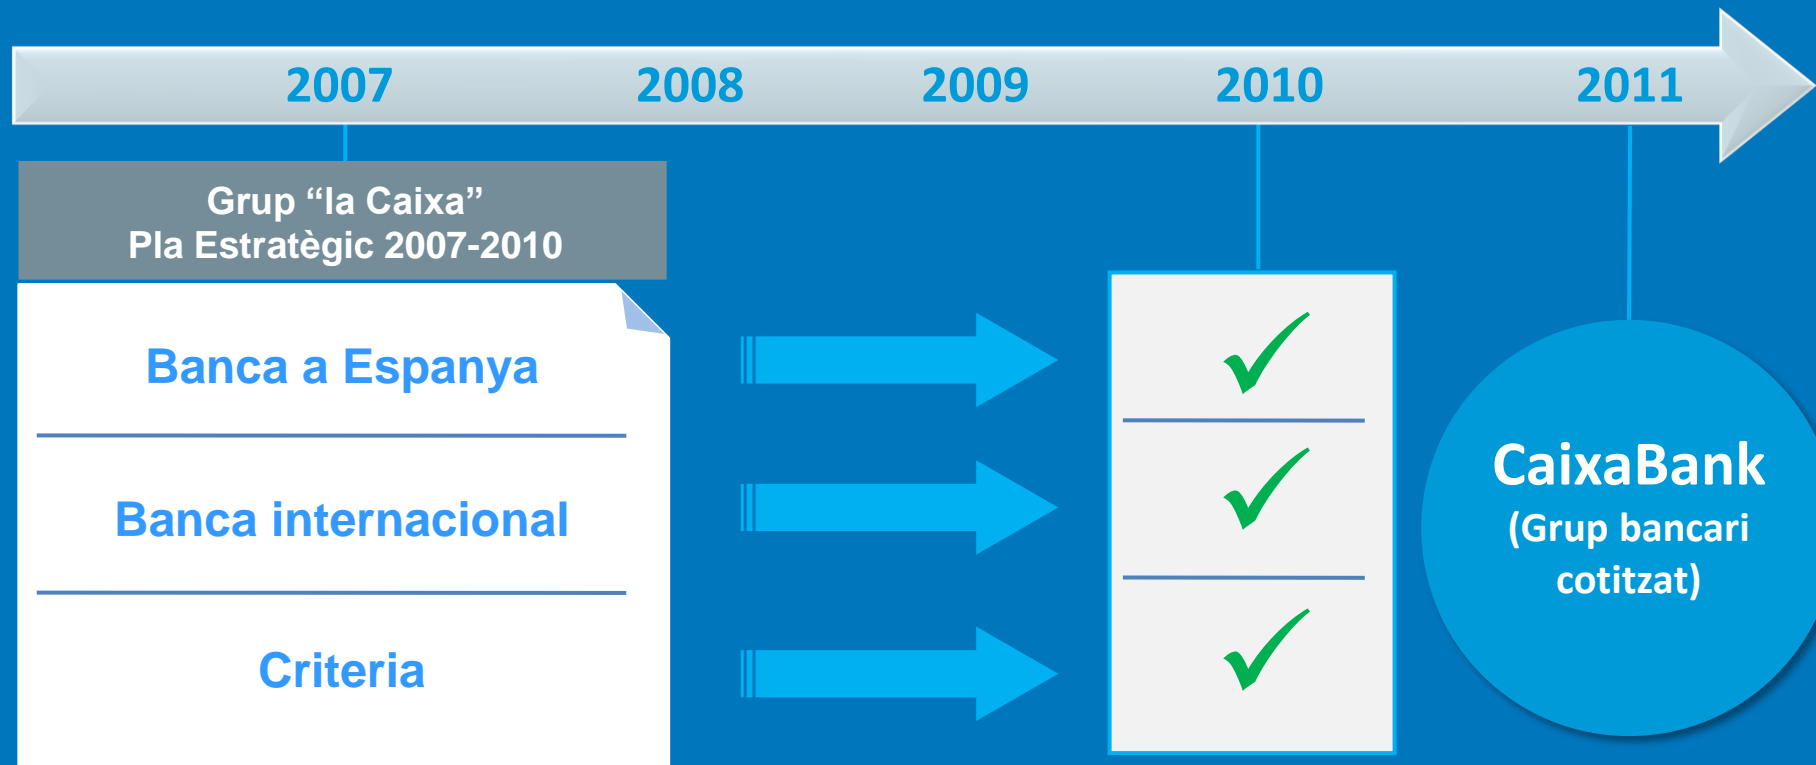 2007 2008 2009 2010 2011
Grup “la Caixa”
Pla Estratègic 2007-2010
Banca a Espanya
Banca internacional
Criteria
CaixaBank
(Grup bancari
cotitzat)